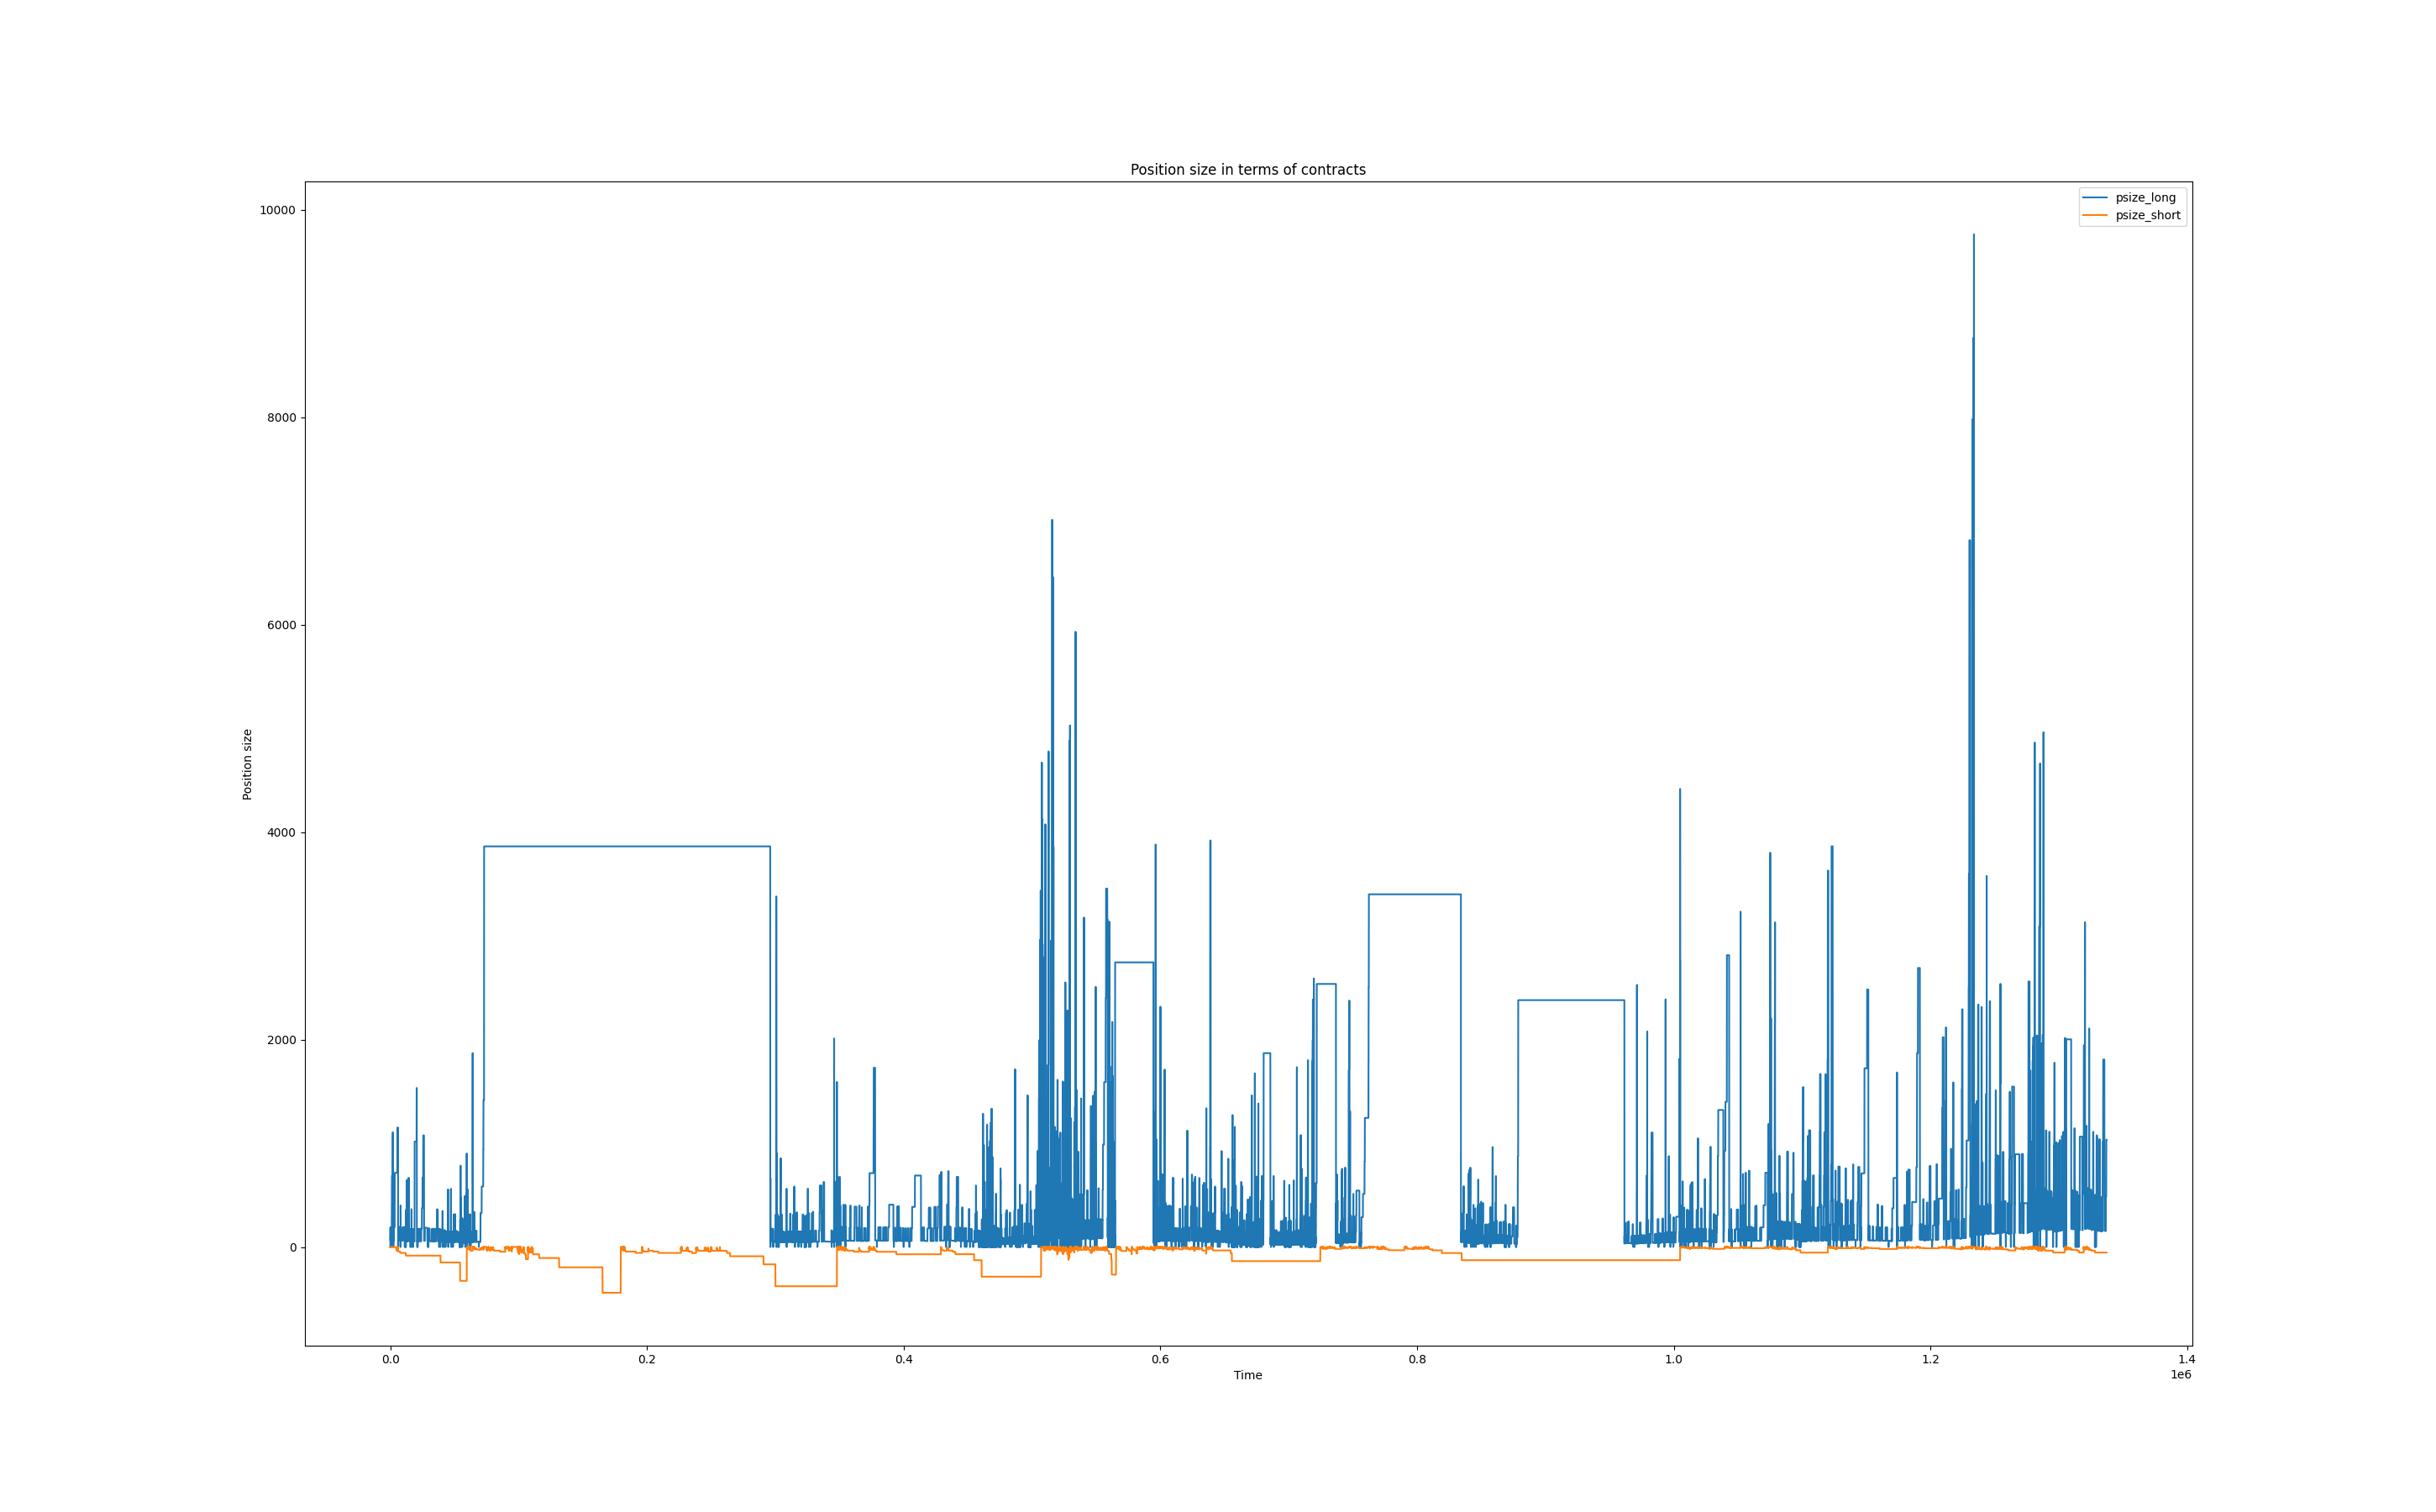 Position size in terms of contracts
psize_long
psize_short
10000
8000
6000
4000
2000
0
Position size
0.0 0.2 0.4 0.6 0.8 1.0 1.2 1.4
Time
1e6